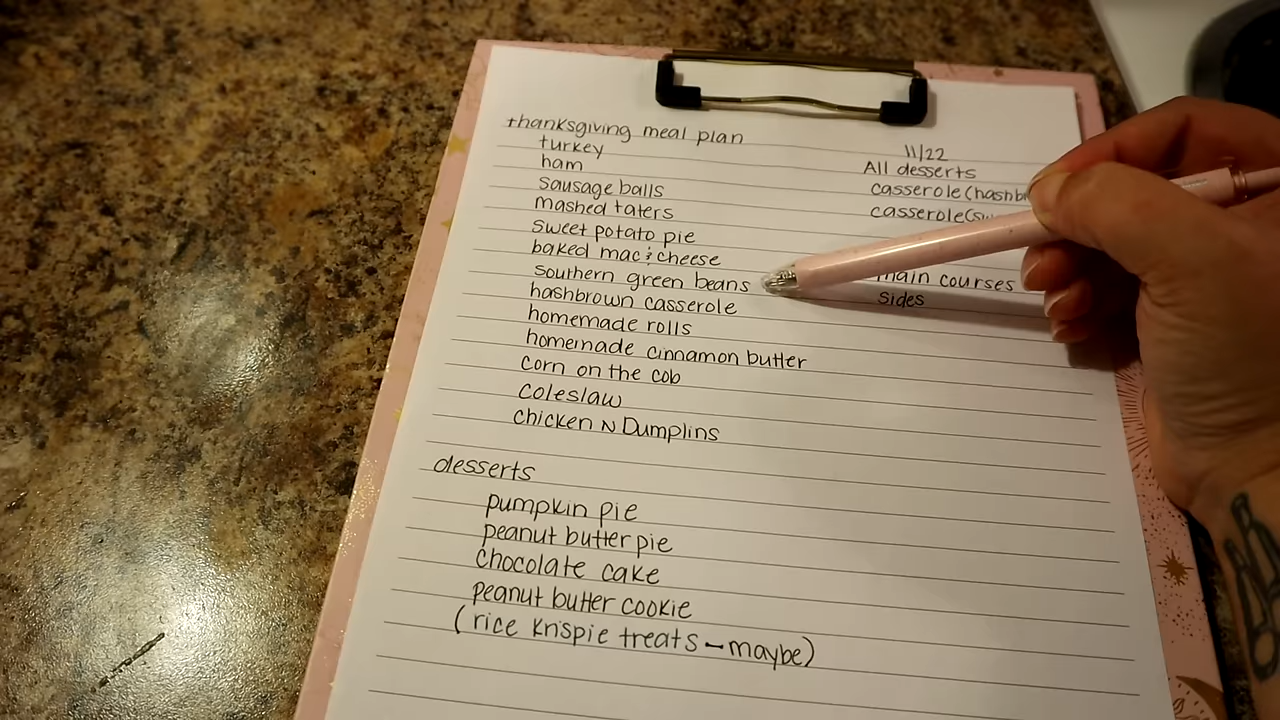 thanksgiving meal plan
turkey
ham
sausage balls
mashed taters
sweet potato pie
baked mac & cheese
southern green beans
hashbrown casserole
homemade rolls
homemade cinnamon butter
corn on the cob
coleslaw
chicken N Dumplins
desserts
pumpkin pie
peanut butter pie
chocolate cake
peanut butter cookie
(rice krispie treats - maybe)
11/22
All desserts
casserole (hashb
casserole (sw
main courses
sides